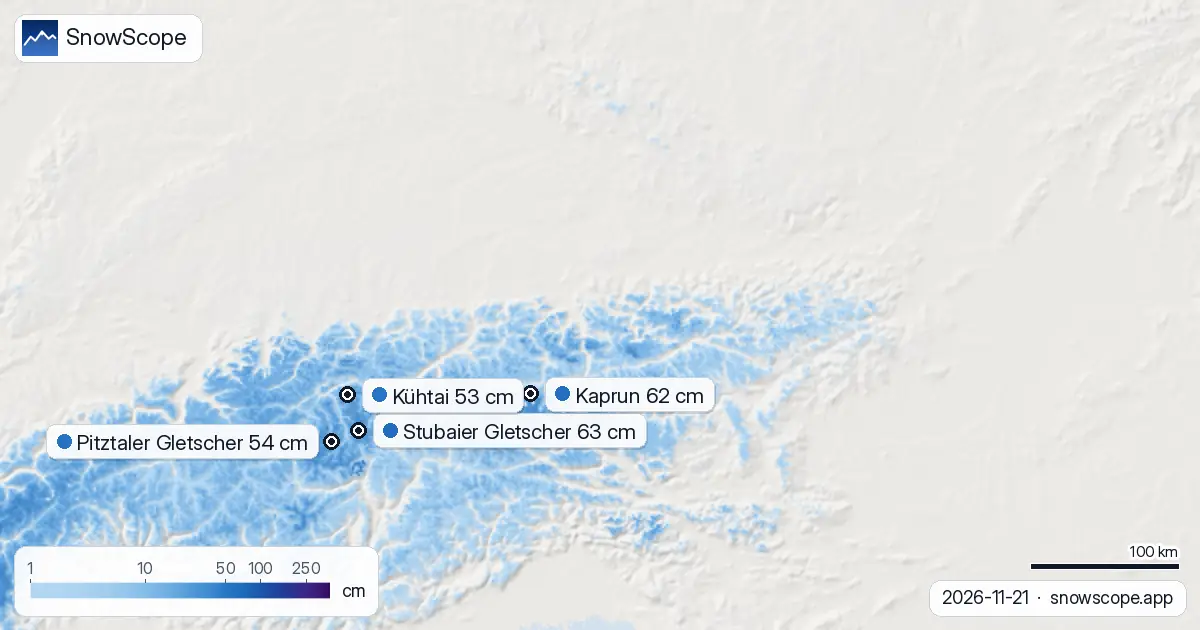 SnowScope
Kühtai 53 cm
Kaprun 62 cm
Stubaier Gletscher 63 cm
Pitztaler Gletscher 54 cm
1 10 50 100 250
cm
100 km
2026-11-21 · snowscope.app